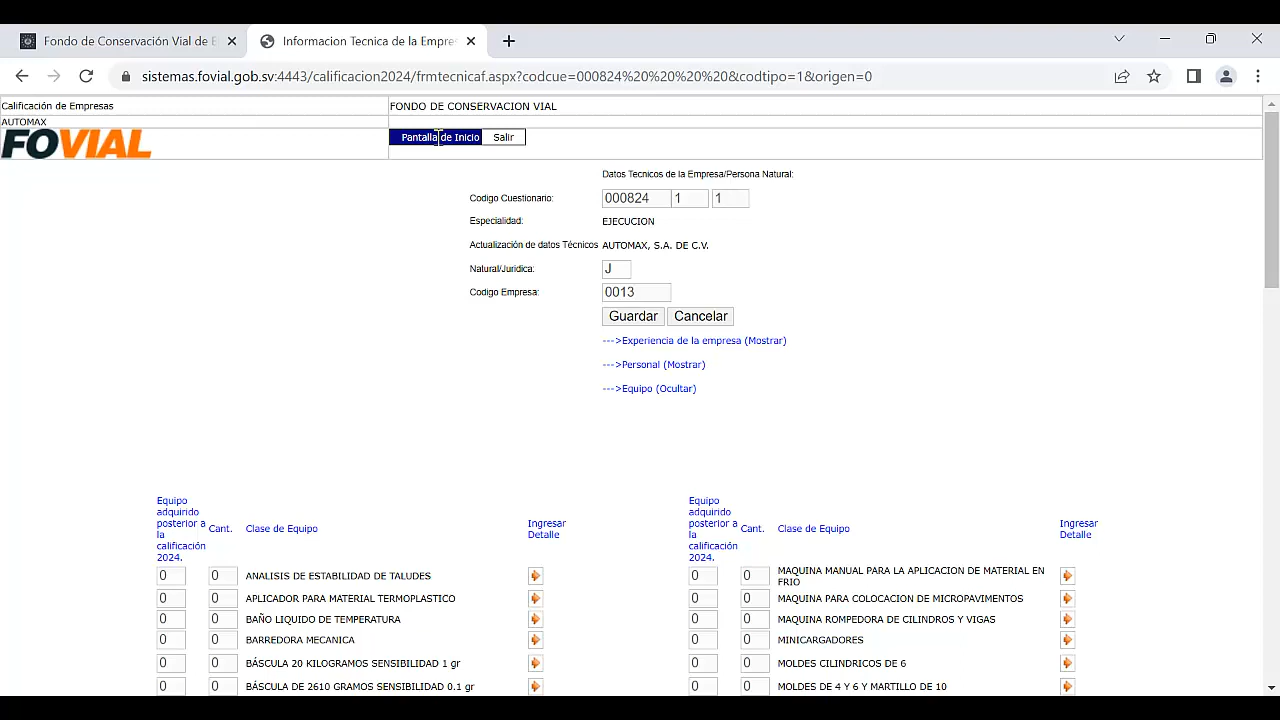 Fondo de Conservación Vial de E
Informacion Tecnica de la Empre
sistemas.fovial.gob.sv:4443/calificacion2024/frmtecnicaf.aspx?codcue=000824%20%20%20%20&codtipo=1&origen=0
Calificación de Empresas
FONDO DE CONSERVACION VIAL
AUTOMAX
FOVIAL
Pantalla de Inicio
Salir
Datos Tecnicos de la Empresa/Persona Natural:
Codigo Cuestionario: 000824 1 1
Especialidad: EJECUCION
Actualización de datos Técnicos AUTOMAX, S.A. DE C.V.
Natural/Juridica: J
Codigo Empresa: 0013
Guardar Cancelar
--->Experiencia de la empresa (Mostrar)
--->Personal (Mostrar)
--->Equipo (Ocultar)
Equipo
adquirido
posterior a
la
calificación
2024.
Cant.
Clase de Equipo
Ingresar
Detalle
0 0 ANALISIS DE ESTABILIDAD DE TALUDES
0 0 APLICADOR PARA MATERIAL TERMOPLASTICO
0 0 BAÑO LIQUIDO DE TEMPERATURA
0 0 BARREDORA MECANICA
0 0 BÁSCULA 20 KILOGRAMOS SENSIBILIDAD 1 gr
0 0 BÁSCULA DE 2610 GRAMOS SENSIBILIDAD 0.1 gr
Equipo
adquirido
posterior a
la
calificación
2024.
Cant.
Clase de Equipo
Ingresar
Detalle
0 0 MAQUINA MANUAL PARA LA APLICACION DE MATERIAL EN
FRIO
0 0 MAQUINA PARA COLOCACION DE MICROPAVIMENTOS
0 0 MAQUINA ROMPEDORA DE CILINDROS Y VIGAS
0 0 MINICARGADORES
0 0 MOLDES CILINDRICOS DE 6
0 0 MOLDES DE 4 Y 6 Y MARTILLO DE 10